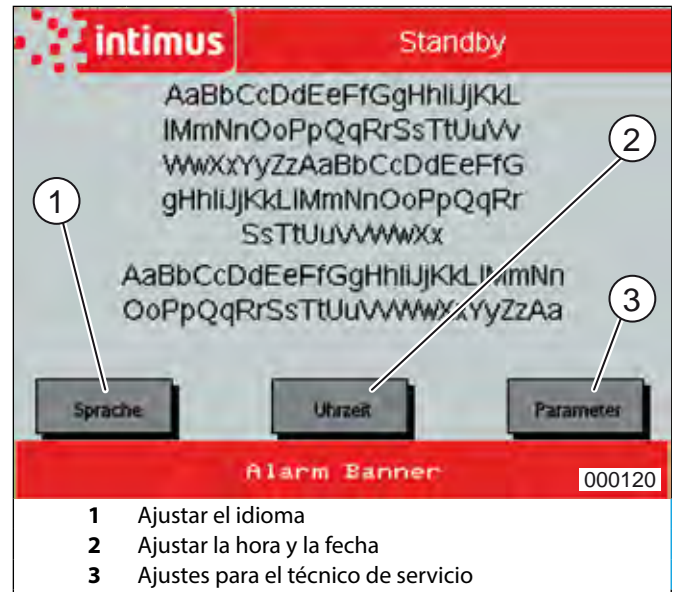 intimus
Standby
AaBbCcDdEeFfGgHhIiJjKkL
lMmNnOoPpQqRrSsTtUuVv
WwXxYyZzAaBbCcDdEeFfG
gHhIiJjKkLlMmNnOoPpQqRr
SsTtUuVvWwXx
AaBbCcDdEeFfGgHhIiJjKkLlMmNn
OoPpQqRrSsTtUuVvWwXxYyZzAa
1
2
3
Sprache
Uhrzeit
Parameter
Alarm Banner
000120
1 Ajustar el idioma
2 Ajustar la hora y la fecha
3 Ajustes para el técnico de servicio